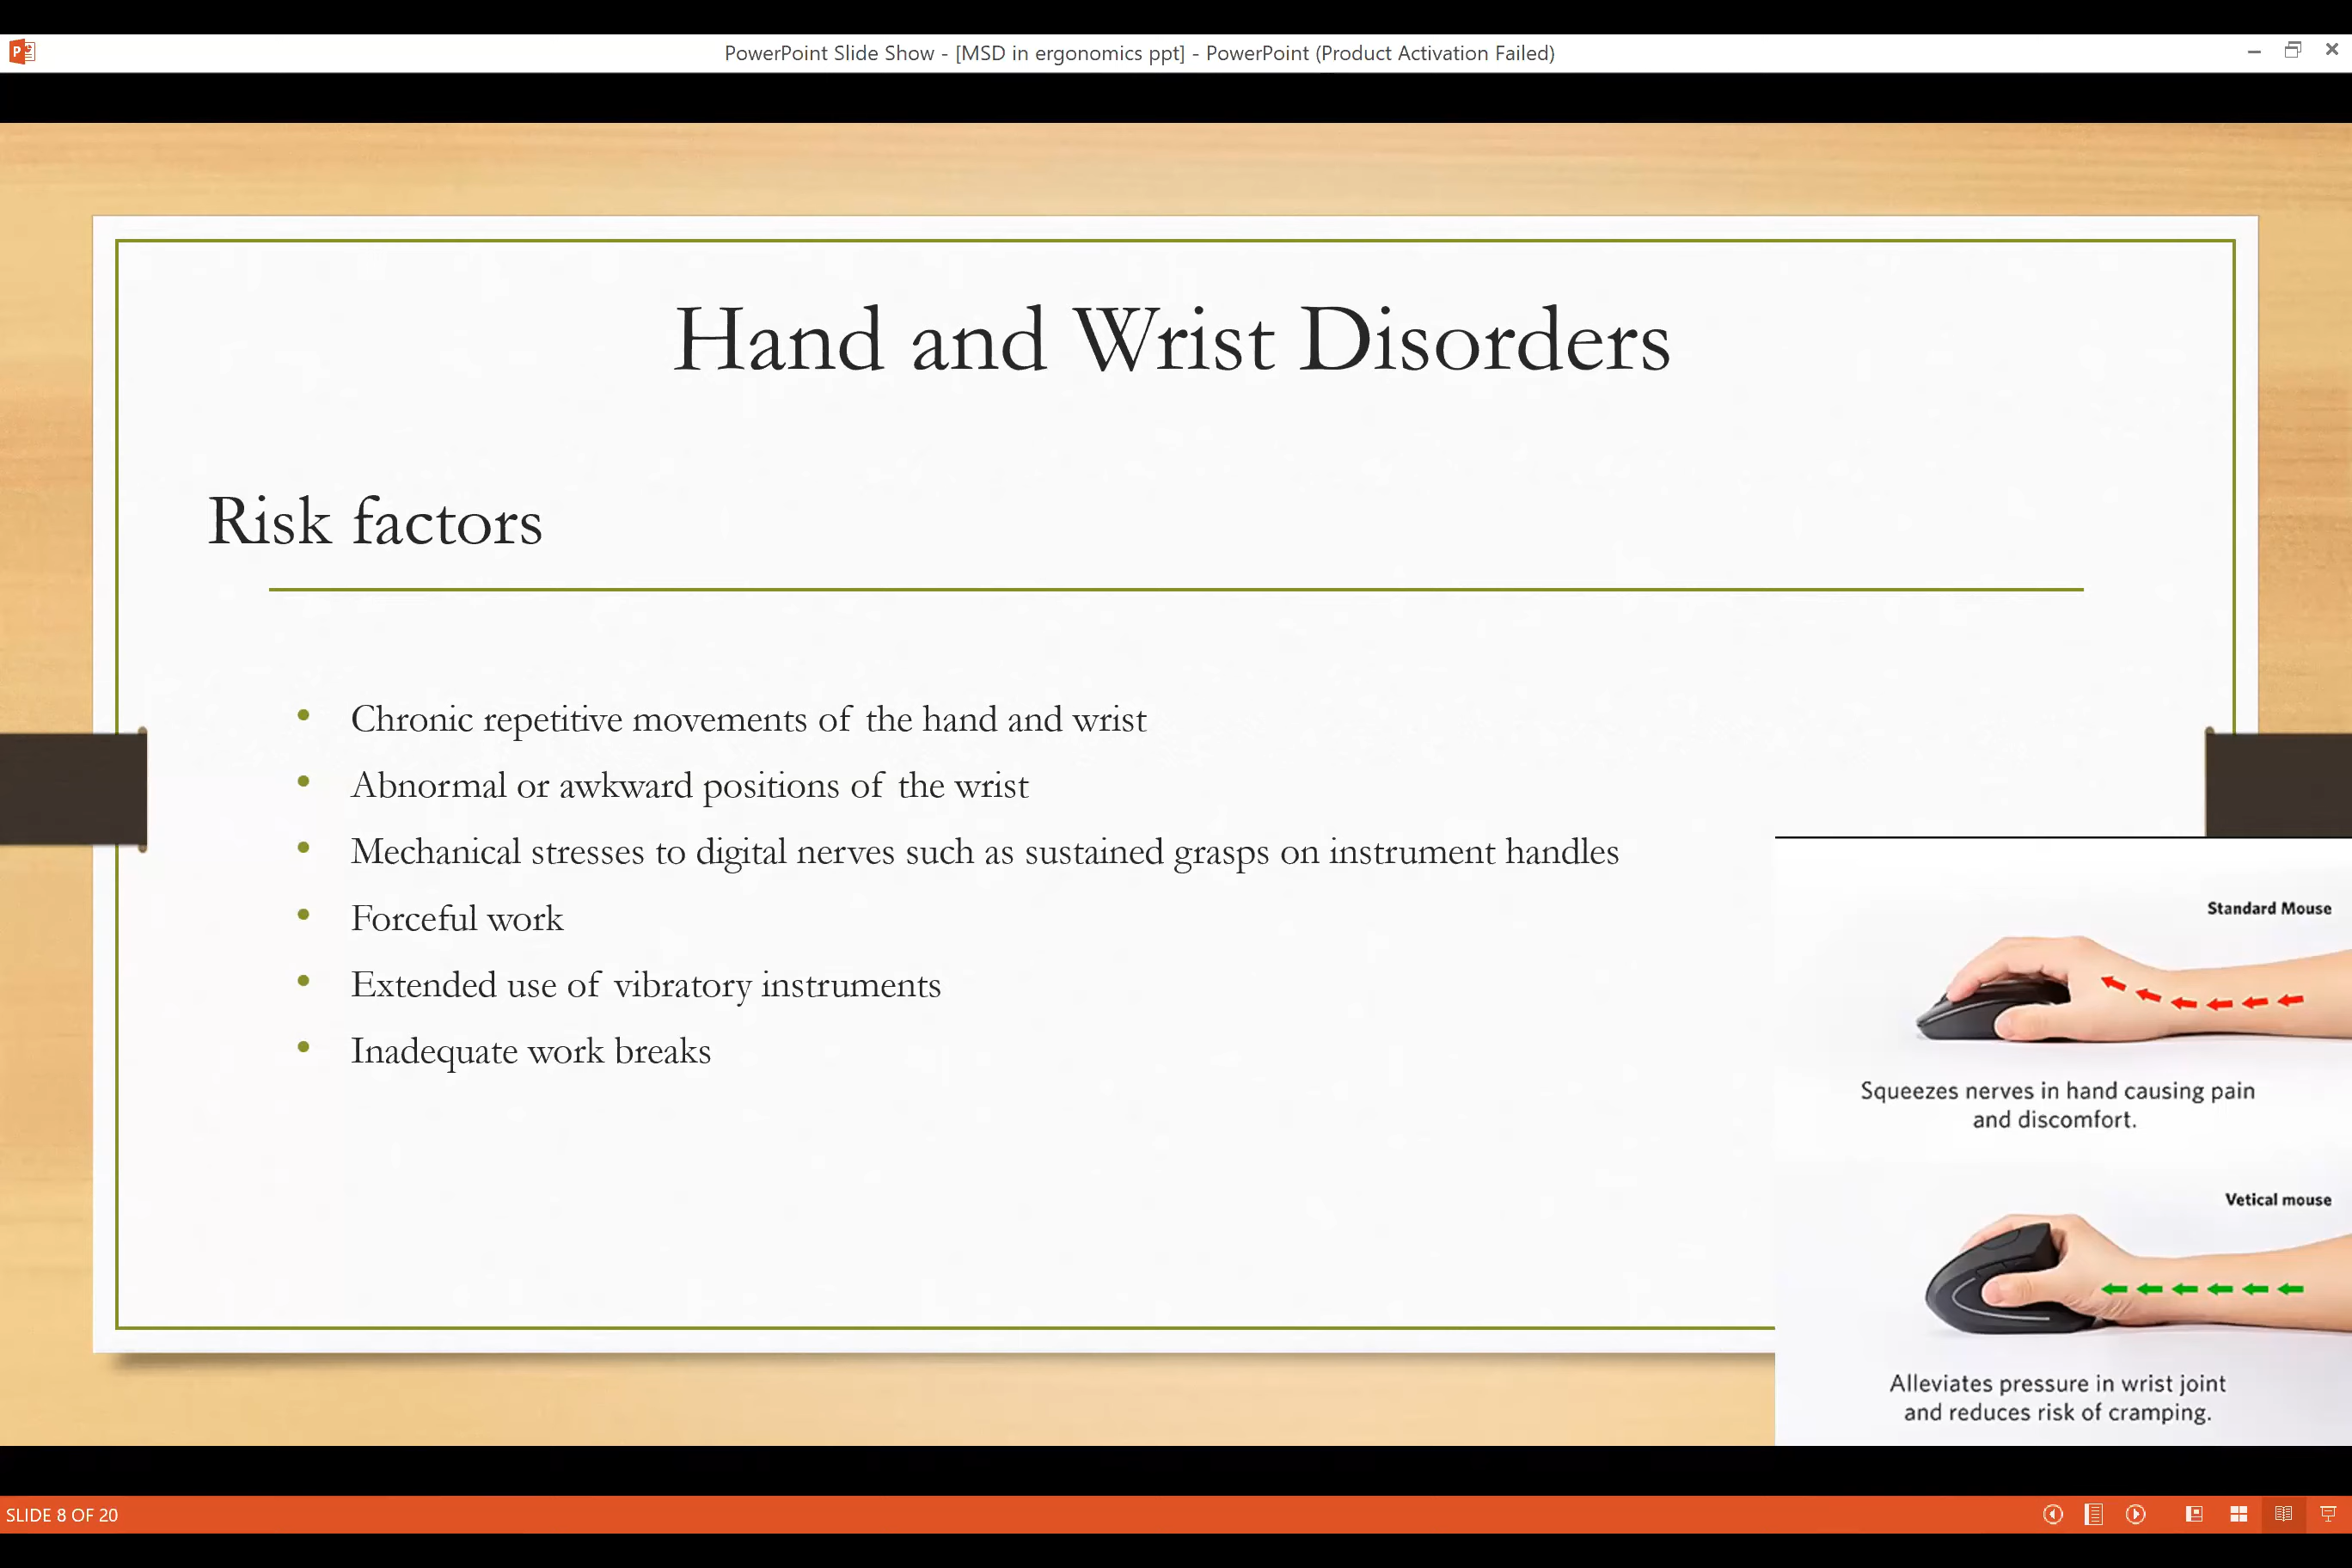 PowerPoint Slide Show - [MSD in ergonomics ppt] - PowerPoint (Product Activation Failed)
Hand and Wrist Disorders
Risk factors
• Chronic repetitive movements of the hand and wrist
• Abnormal or awkward positions of the wrist
• Mechanical stresses to digital nerves such as sustained grasps on instrument handles
• Forceful work
• Extended use of vibratory instruments
• Inadequate work breaks
Standard Mouse
Squeezes nerves in hand causing pain
and discomfort.
Vetical mouse
Alleviates pressure in wrist joint
and reduces risk of cramping.
SLIDE 8 OF 20